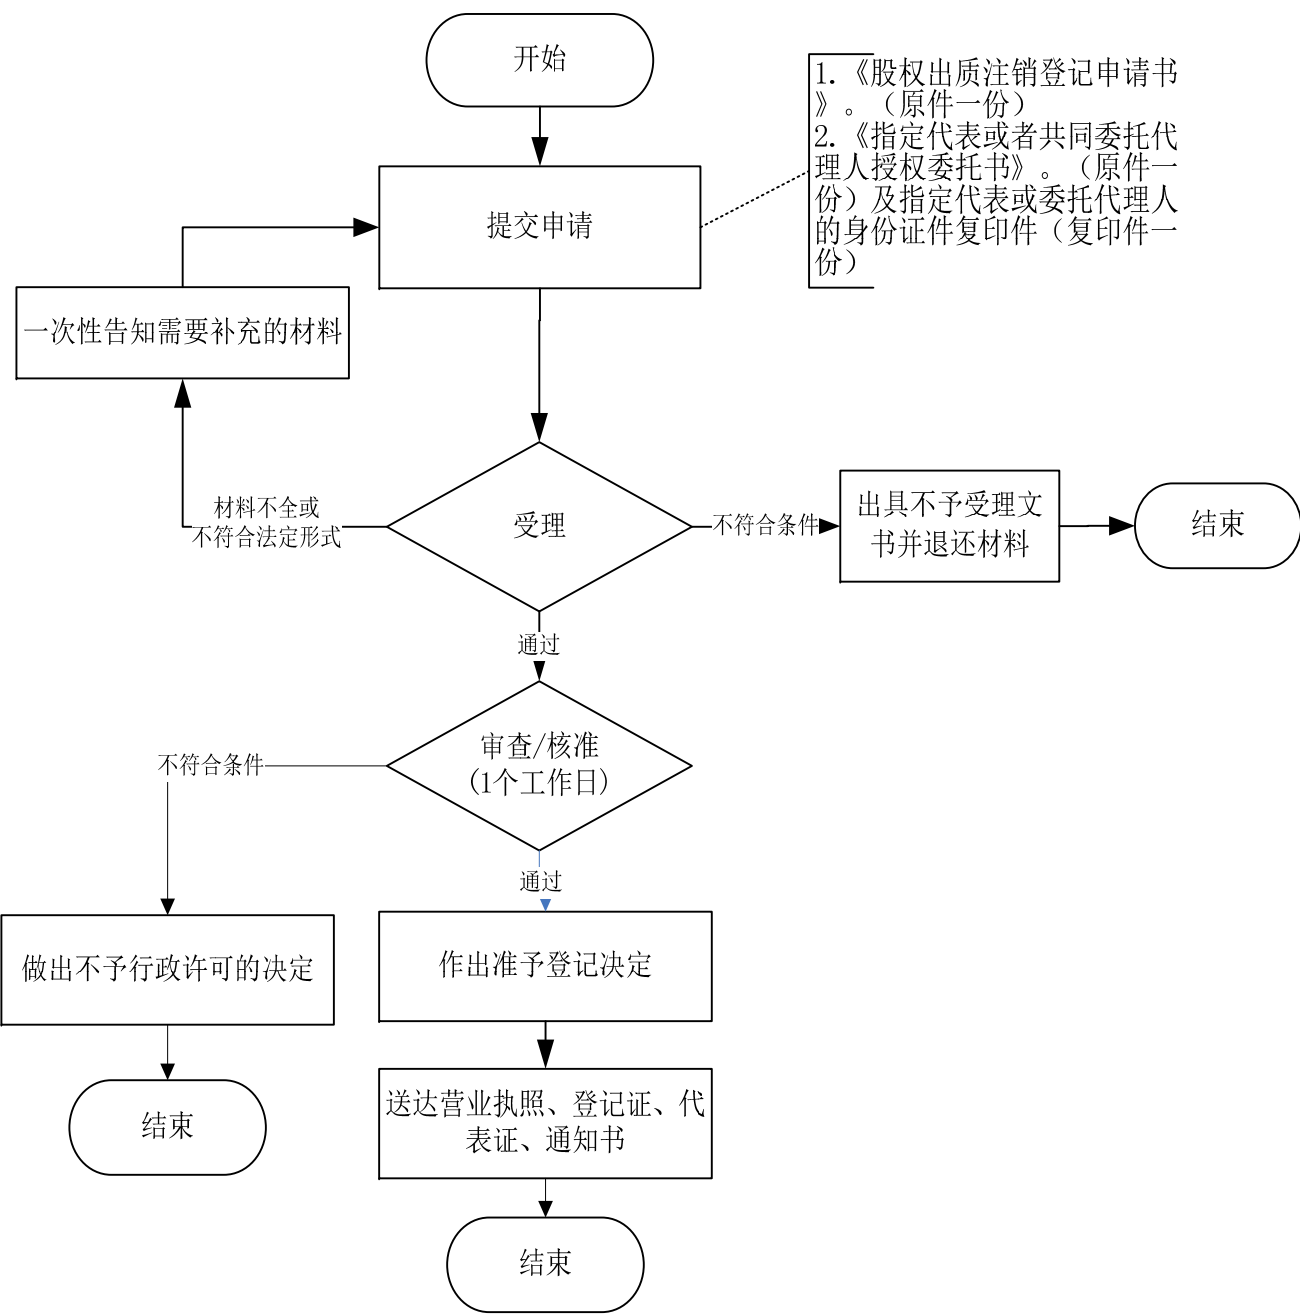 开始
1.《股权出质注销登记申请书
》。（原件一份）
2.《指定代表或者共同委托代
理人授权委托书》。（原件一
份）及指定代表或委托代理人
的身份证件复印件（复印件一
份）
提交申请
一次性告知需要补充的材料
材料不全或
不符合法定形式
受理
不符合条件
出具不予受理文
书并退还材料
结束
通过
审查/核准
(1个工作日)
不符合条件
通过
做出不予行政许可的决定
作出准予登记决定
结束
送达营业执照、登记证、代
表证、通知书
结束